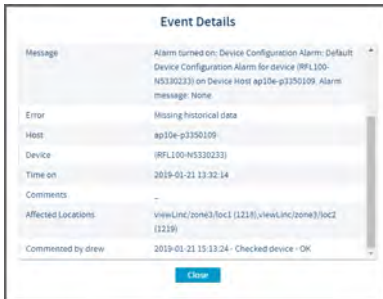 Event Details
Message
Alarm turned on: Device Configuration Alarm: Default
Device Configuration Alarm for device (RFL100-
N5330233) on Device Host ap10e-p3350109. Alarm
message: None.
Error
Missing historical data
Host
ap10e-p3350109
Device
(RFL100-N5330233)
Time on
2019-01-21 13:32:14
Comments
_
Affected Locations
viewLinc/zone3/loc1 (1218),viewLinc/zone3/loc2
(1219)
Commented by drew
2019-01-21 15:13:24 - Checked device - OK
Close